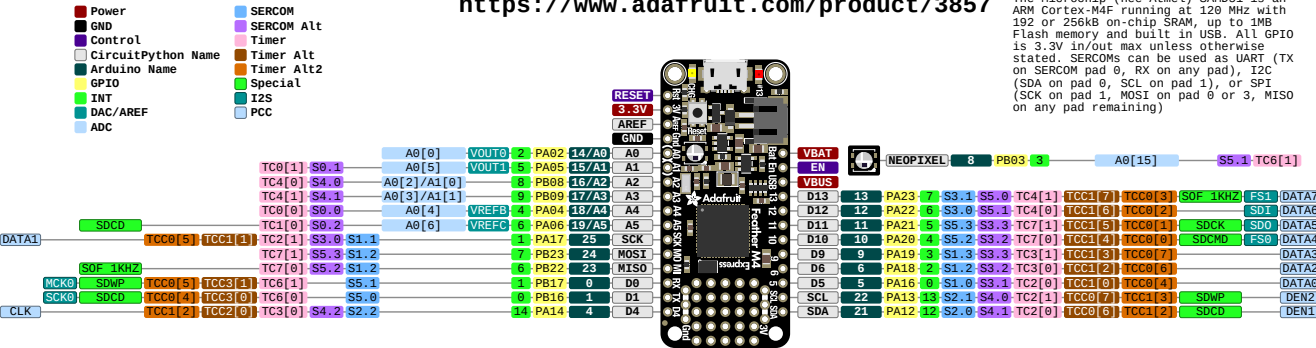 https://www.adafruit.com/product/3857
ARM Cortex-M4F running at 120 MHz with
192 or 256kB on-chip SRAM, up to 1MB
Flash memory and built in USB. All GPIO
is 3.3V in/out max unless otherwise
stated. SERCOMs can be used as UART (TX
on SERCOM pad 0, RX on any pad), I2C
(SDA on pad 0, SCL on pad 1), or SPI
(SCK on pad 1, MOSI on pad 0 or 3, MISO
on any pad remaining)
Power
GND
Control
CircuitPython Name
Arduino Name
GPIO
INT
DAC/AREF
ADC
SERCOM
SERCOM Alt
Timer
Timer Alt
Timer Alt2
Special
I2S
PCC
RESET
3.3V
AREF
GND
A0[0] VOUT0 2 PA02 14/A0 A0
TC0[1] S0.1 A0[5] VOUT1 5 PA05 15/A1 A1
TC4[0] S4.0 A0[2]/A1[0] 8 PB08 16/A2 A2
TC4[1] S4.1 A0[3]/A1[1] 9 PB09 17/A3 A3
TC0[0] S0.0 A0[4] VREFB 4 PA04 18/A4 A4
SDCD TC1[0] S0.2 A0[6] VREFC 6 PA06 19/A5 A5
DATA1 TCC0[5] TCC1[1] TC2[1] S3.0 S1.1 1 PA17 25 SCK
TC7[1] S5.3 S1.2 7 PB23 24 MOSI
SOF 1KHZ TC7[0] S5.2 S1.2 6 PB22 23 MISO
MCK0 SDWP TCC0[5] TCC3[1] TC6[1] S5.1 1 PB17 0 D0
SCK0 SDCD TCC0[4] TCC3[0] TC6[0] S5.0 0 PB16 1 D1
CLK TCC1[2] TCC2[0] TC3[0] S4.2 S2.2 14 PA14 4 D4
VBAT
EN
VBUS
NEOPIXEL 8 PB03 3 A0[15] S5.1 TC6[1]
D13 13 PA23 7 S3.1 S5.0 TC4[1] TCC1[7] TCC0[3] SOF 1KHZ FS1 DATA7
D12 12 PA22 6 S3.0 S5.1 TC4[0] TCC1[6] TCC0[2] SDI DATA6
D11 11 PA21 5 S5.3 S3.3 TC7[1] TCC1[5] TCC0[1] SDCK SDO DATA5
D10 10 PA20 4 S5.2 S3.2 TC7[0] TCC1[4] TCC0[0] SDCMD FS0 DATA4
D9 9 PA19 3 S1.3 S3.3 TC3[1] TCC1[3] TCC0[7] DATA3
D6 6 PA18 2 S1.2 S3.2 TC3[0] TCC1[2] TCC0[6] DATA2
D5 5 PA16 0 S1.0 S3.1 TC2[0] TCC1[0] TCC0[4] DATA0
SCL 22 PA13 13 S2.1 S4.0 TC2[1] TCC0[7] TCC1[3] SDWP DEN2
SDA 21 PA12 12 S2.0 S4.1 TC2[0] TCC0[6] TCC1[2] SDCD DEN1
Reset
Adafruit
Feather M4
Express
Gnd
3V